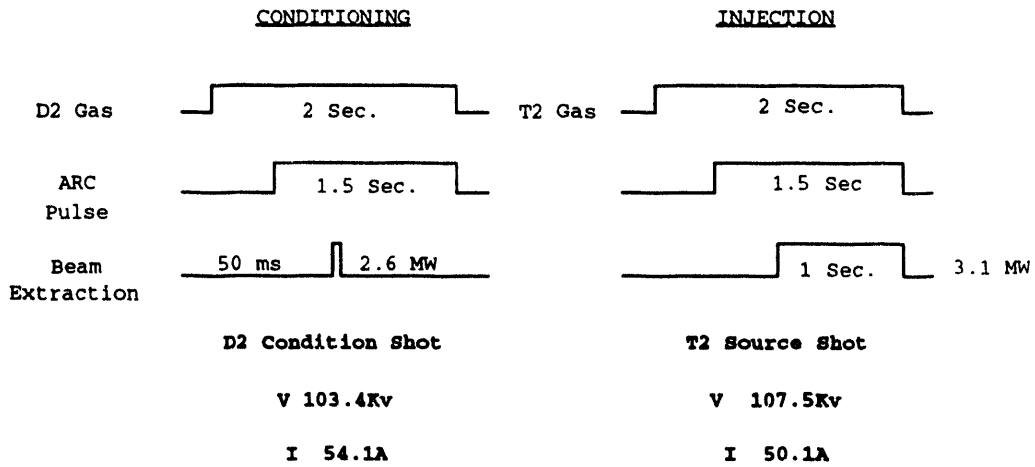 CONDITIONING INJECTION
D2 Gas 2 Sec. T2 Gas 2 Sec.
ARC Pulse 1.5 Sec. 1.5 Sec
Beam Extraction 50 ms 2.6 MW 1 Sec. 3.1 MW
D2 Condition Shot T2 Source Shot
V 103.4Kv V 107.5Kv
I 54.1A I 50.1A